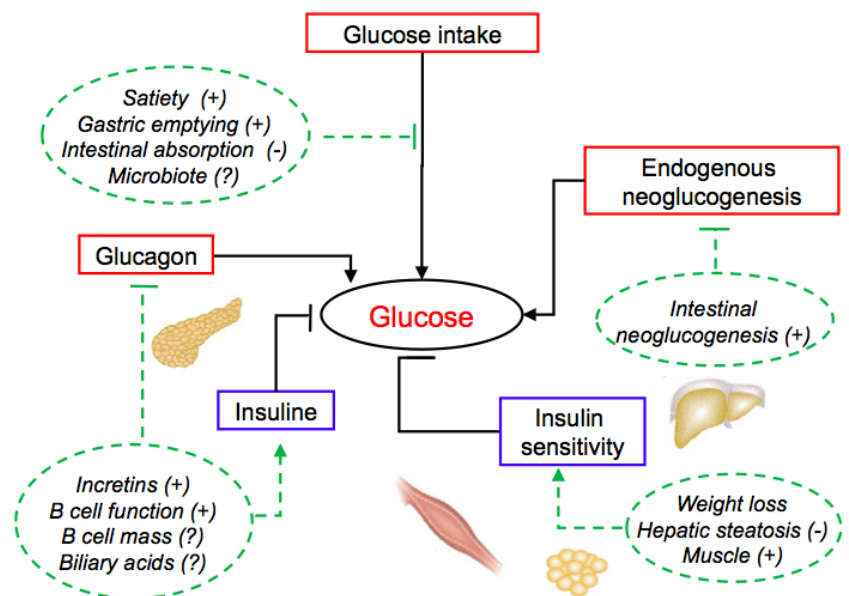 Glucose intake
Satiety (+)
Gastric emptying (+)
Intestinal absorption (-)
Microbiote (?)
Endogenous
neoglucogenesis
Glucagon
Glucose
Intestinal
neoglucogenesis (+)
Insuline
Insulin
sensitivity
Incretins (+)
B cell function (+)
B cell mass (?)
Biliary acids (?)
Weight loss
Hepatic steatosis (-)
Muscle (+)